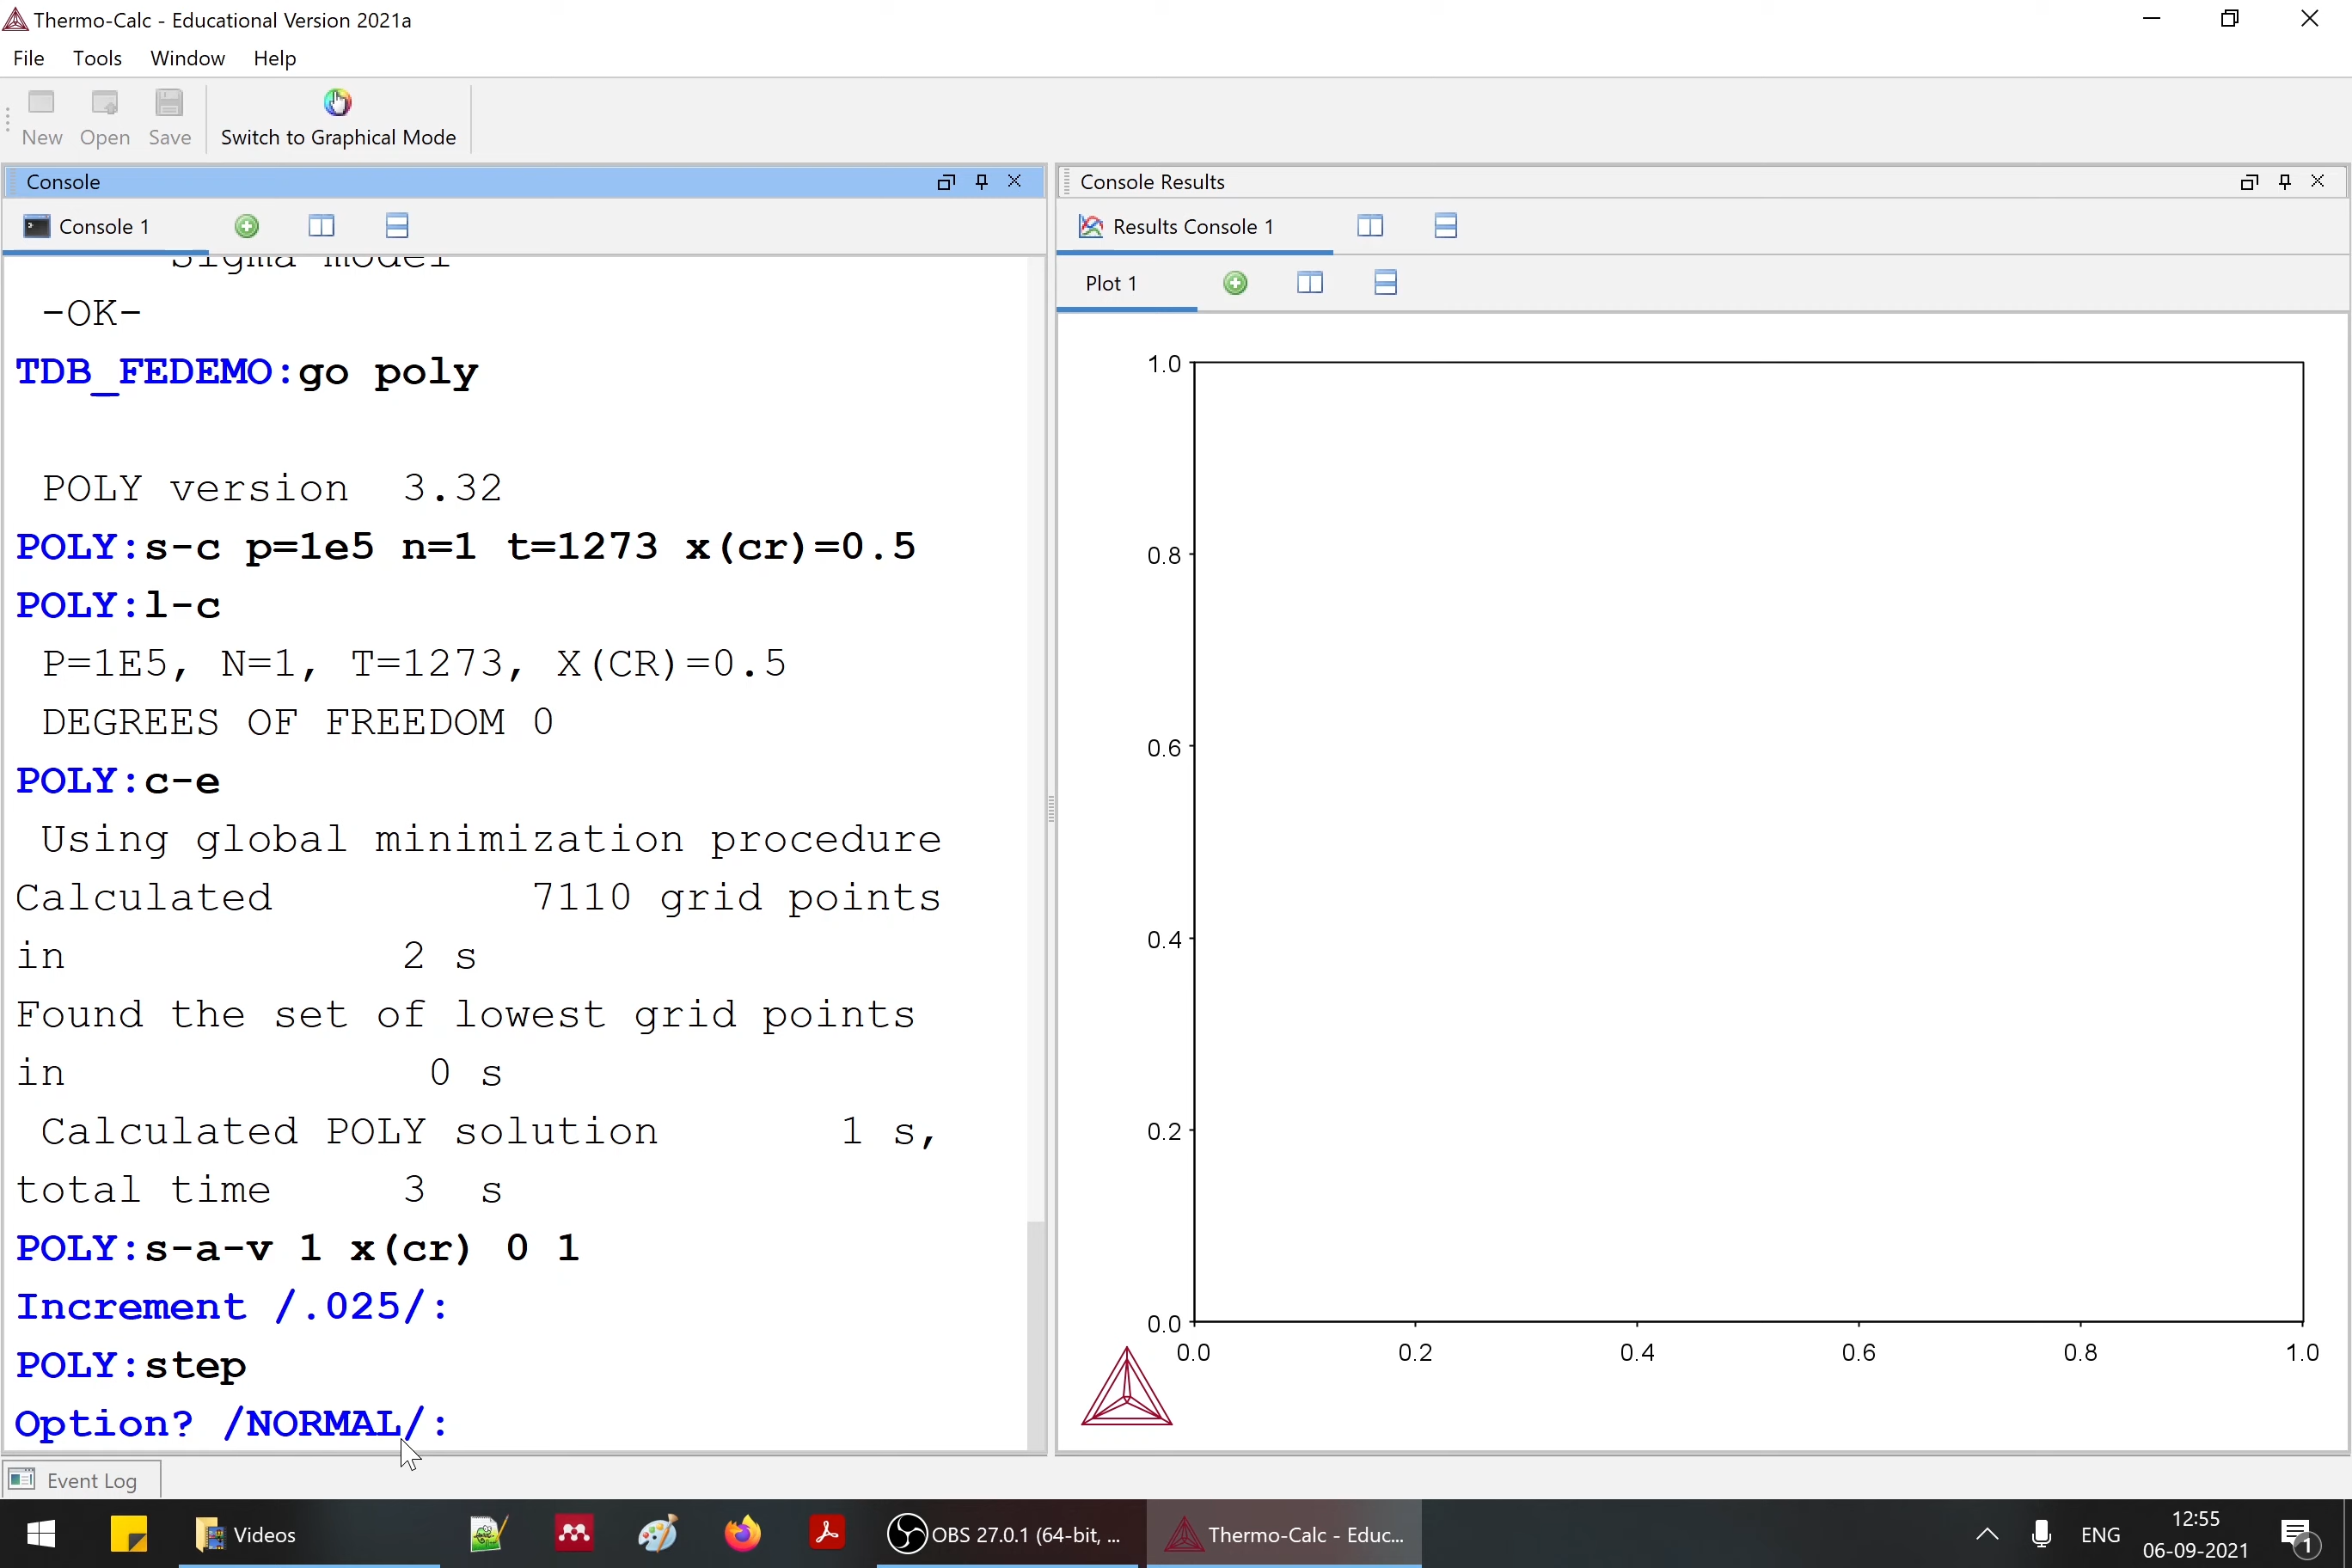 Thermo-Calc - Educational Version 2021a
File Tools Window Help
New Open Save Switch to Graphical Mode
Console
Console 1
Sigma model
-OK-
TDB_FEDEMO:go poly
POLY version 3.32
POLY:s-c p=1e5 n=1 t=1273 x(cr)=0.5
POLY:l-c
P=1E5, N=1, T=1273, X(CR)=0.5
DEGREES OF FREEDOM 0
POLY:c-e
Using global minimization procedure
Calculated 7110 grid points
in 2 s
Found the set of lowest grid points
in 0 s
Calculated POLY solution 1 s,
total time 3 s
POLY:s-a-v 1 x(cr) 0 1
Increment /.025/:
POLY:step
Option? /NORMAL/:
Console Results
Results Console 1
Plot 1
1.0
0.8
0.6
0.4
0.2
0.0
0.0 0.2 0.4 0.6 0.8 1.0
Event Log
Videos
OBS 27.0.1 (64-bit, ...
Thermo-Calc - Educ...
ENG
12:55
06-09-2021
1